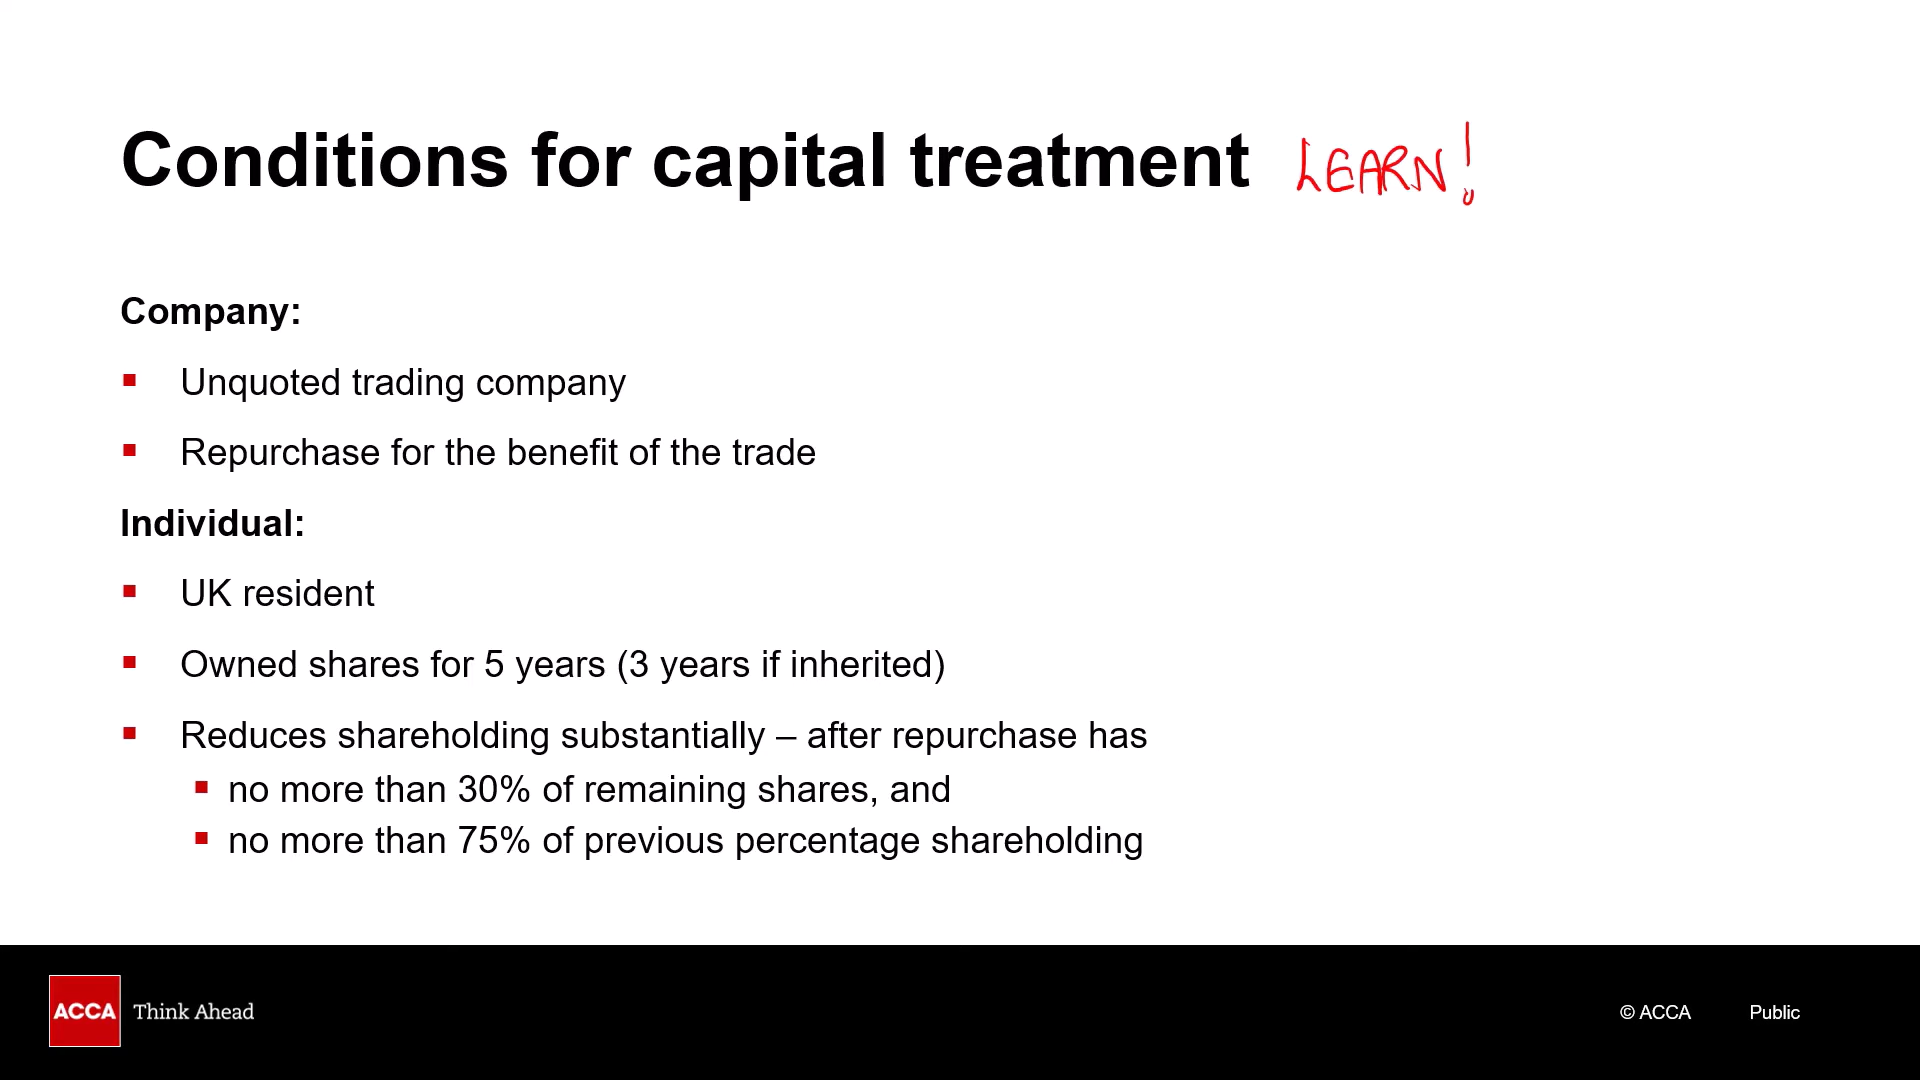 Conditions for capital treatment LEARN!
Company:
Unquoted trading company
Repurchase for the benefit of the trade
Individual:
UK resident
Owned shares for 5 years (3 years if inherited)
Reduces shareholding substantially – after repurchase has
no more than 30% of remaining shares, and
no more than 75% of previous percentage shareholding
ACCA Think Ahead
© ACCA Public